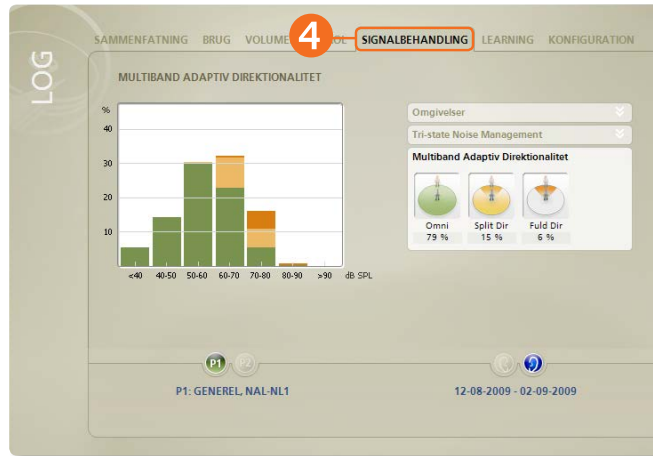 LOG
SAMMENFATNING BRUG VOLUME OL SIGNALBEHANDLING LEARNING KONFIGURATION
4
MULTIBAND ADAPTIV DIREKTIONALITET
%
40
30
20
10
<40 40-50 50-60 60-70 70-80 80-90 >90 dB SPL
Omgivelser
Tri-state Noise Management
Multiband Adaptiv Direktionalitet
Omni Split Dir Fuld Dir
79 % 15 % 6 %
P1 P2
P1: GENEREL, NAL-NL1 12-08-2009 - 02-09-2009